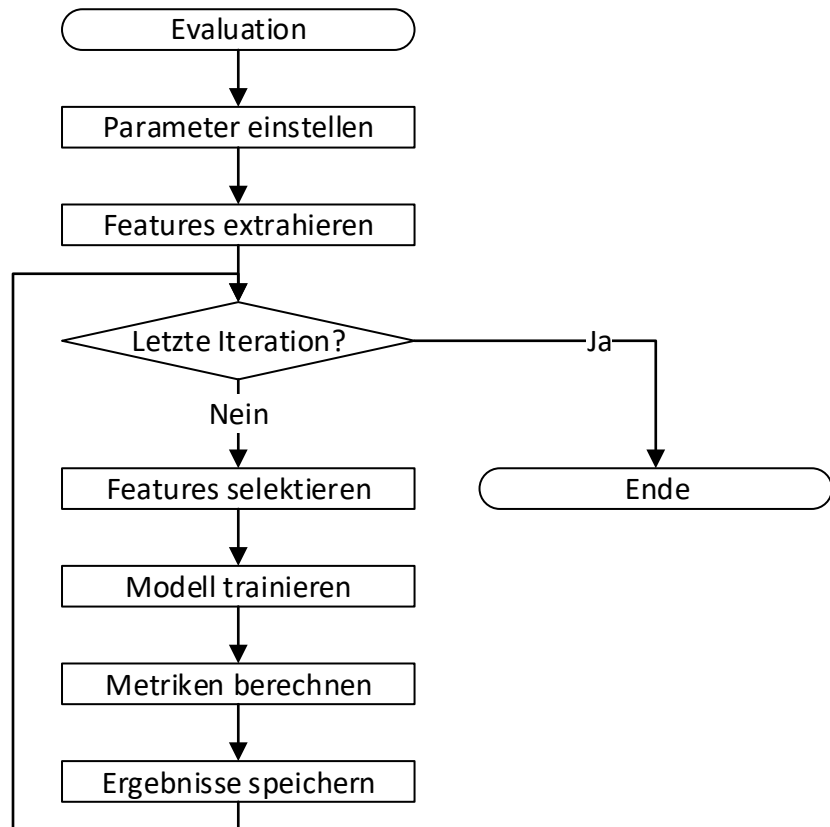 Evaluation
Parameter einstellen
Features extrahieren
Letzte Iteration?
Ja
Nein
Features selektieren
Ende
Modell trainieren
Metriken berechnen
Ergebnisse speichern